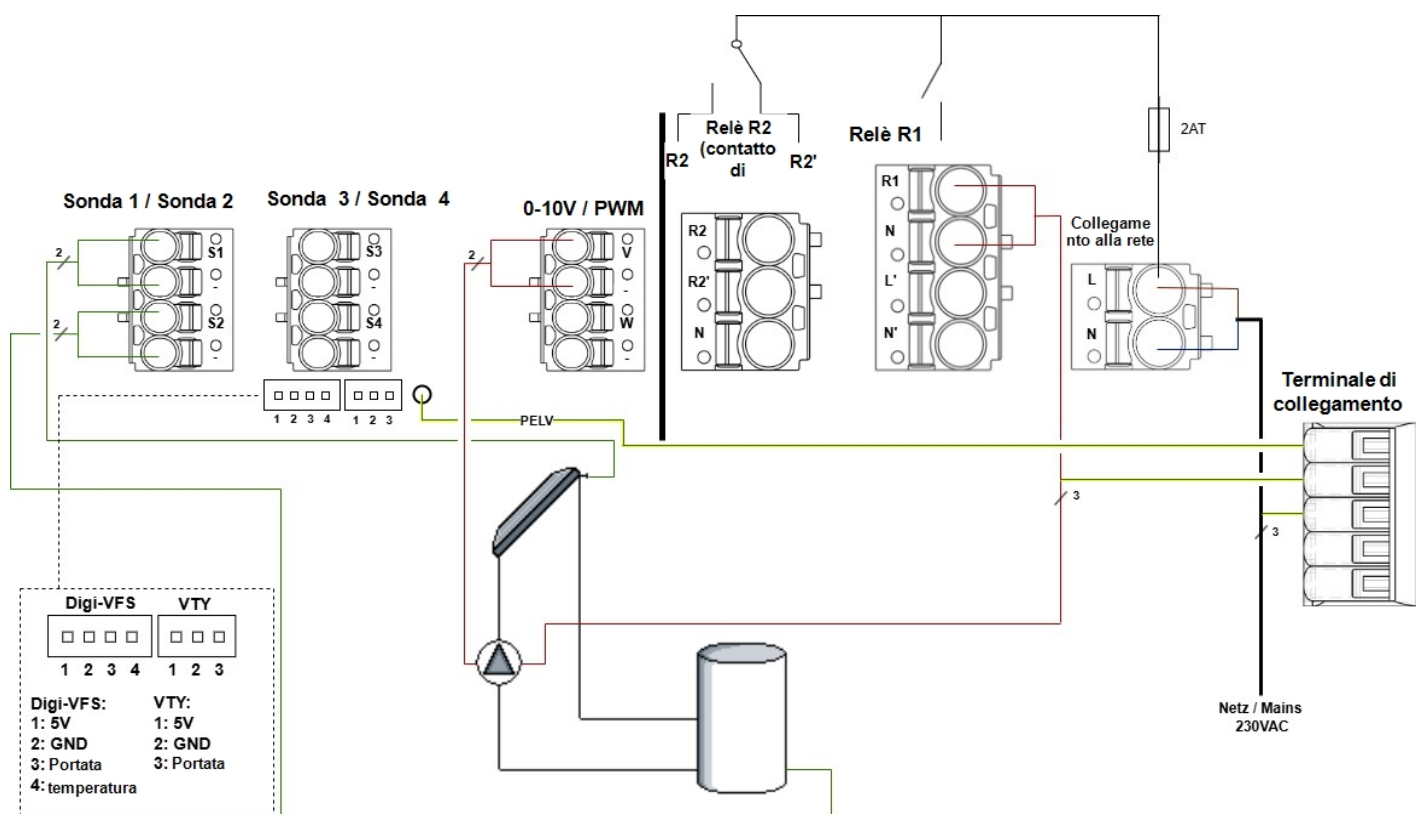 2AT
Relè R2
(contatto
di
R2
R2'
Relè R1
Sonda 1 / Sonda 2
Sonda 3 / Sonda 4
0-10V / PWM
Collegame
nto alla rete
S1
-
S2
-
S3
-
S4
-
V
-
W
-
R2
R2'
N
R1
N
L'
N'
L
N
2
2
2
1 2 3 4
1 2 3
PELV
Terminale di
collegamento
3
3
Digi-VFS
VTY
1 2 3 4
1 2 3
Digi-VFS:
1: 5V
2: GND
3: Portata
4: temperatura
VTY:
1: 5V
2: GND
3: Portata
Netz / Mains
230VAC